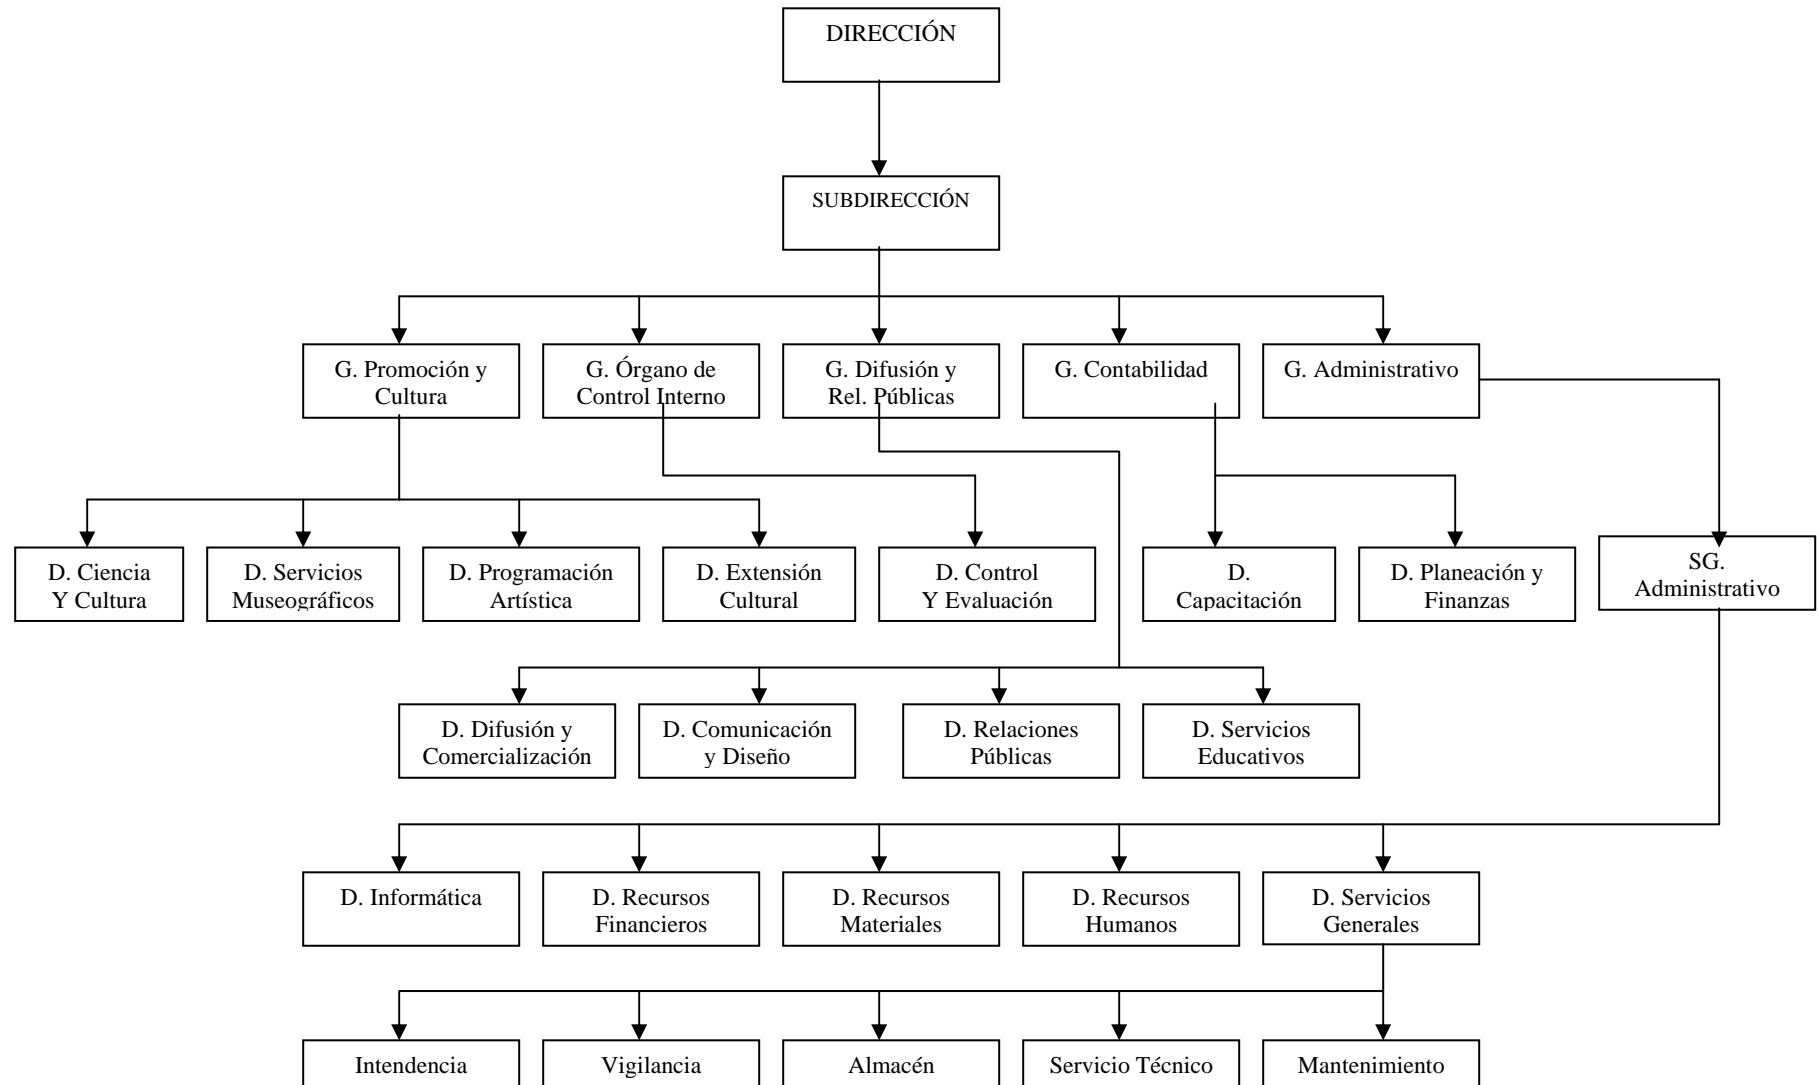 DIRECCIÓN
SUBDIRECCIÓN
G. Promoción y
Cultura
G. Órgano de
Control Interno
G. Difusión y
Rel. Públicas
G. Contabilidad
G. Administrativo
D. Ciencia
Y Cultura
D. Servicios
Museográficos
D. Programación
Artística
D. Extensión
Cultural
D. Control
Y Evaluación
D.
Capacitación
D. Planeación y
Finanzas
SG.
Administrativo
D. Difusión y
Comercialización
D. Comunicación
y Diseño
D. Relaciones
Públicas
D. Servicios
Educativos
D. Informática
D. Recursos
Financieros
D. Recursos
Materiales
D. Recursos
Humanos
D. Servicios
Generales
Intendencia
Vigilancia
Almacén
Servicio Técnico
Mantenimiento